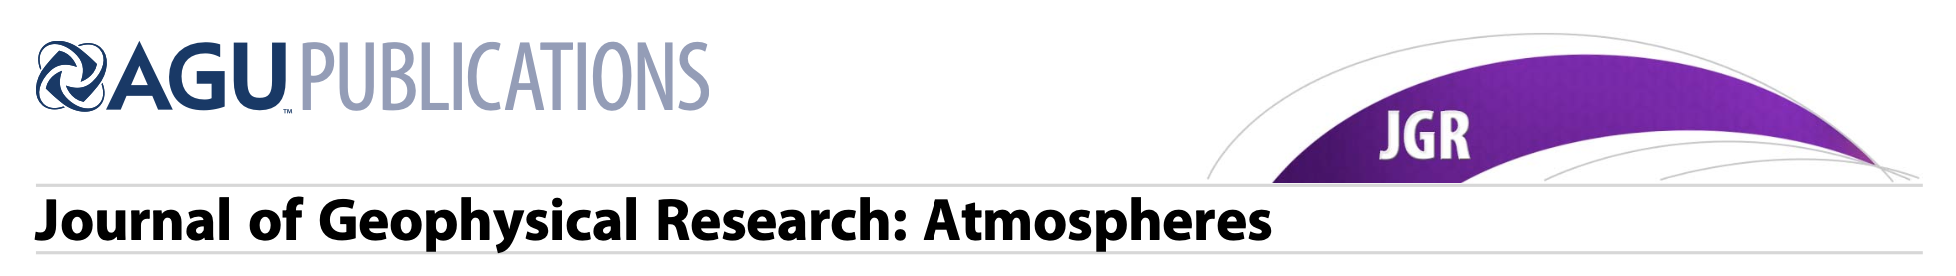 AGU PUBLICATIONS
JGR
Journal of Geophysical Research: Atmospheres